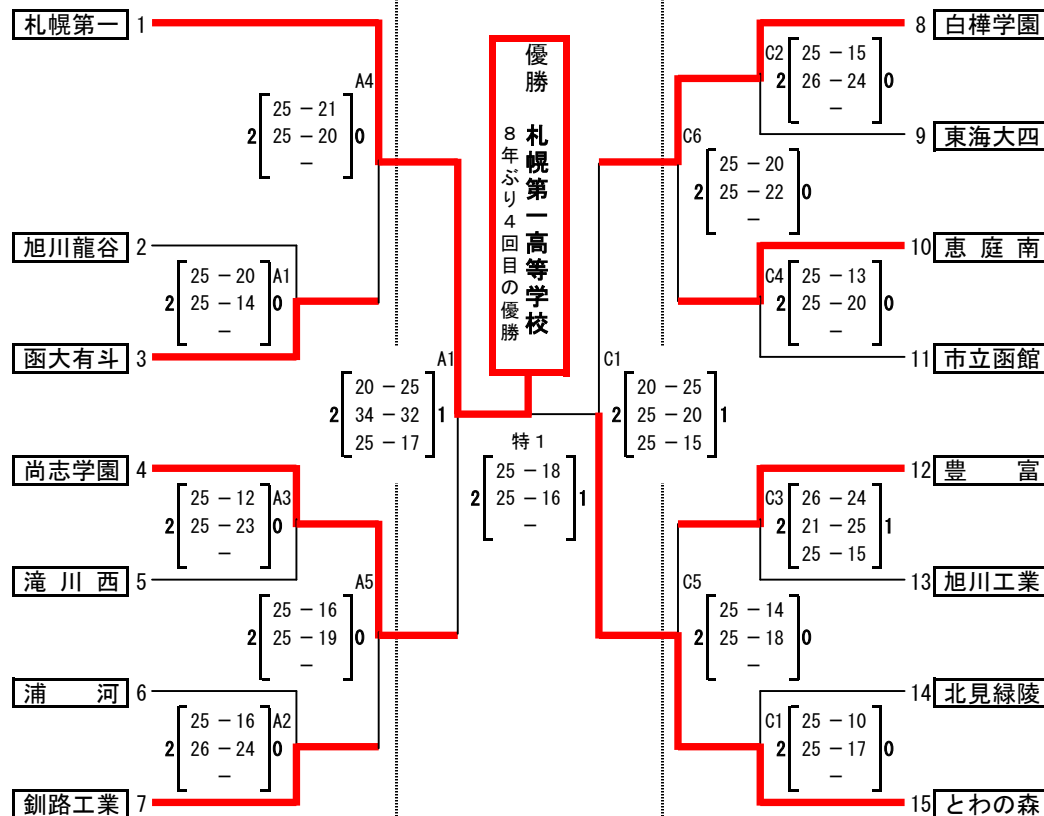 札幌第一 1
A4
25 － 21
2 25 － 20 0
－
旭川龍谷 2
25 － 20 A1
2 25 － 14 0
－
函大有斗 3
A1
20 － 25
2 34 － 32 1
25 － 17
尚志学園 4
25 － 12 A3
2 25 － 23 0
－
滝川西 5
A5
25 － 16
2 25 － 19 0
－
浦　　河 6
25 － 16 A2
2 26 － 24 0
－
釧路工業 7
優勝　札幌第一高等学校
８年ぶり４回目の優勝
特１
25 － 18
2 25 － 16 1
－
8 白樺学園
C2 25 － 15
2 26 － 24 0
－
9 東海大四
C6
25 － 20
2 25 － 22 0
－
10 恵 庭 南
C4 25 － 13
2 25 － 20 0
－
11 市立函館
C1
20 － 25
2 25 － 20 1
25 － 15
12 豊　　富
C3 26 － 24
2 21 － 25 1
25 － 15
13 旭川工業
C5
25 － 14
2 25 － 18 0
－
14 北見緑陵
C1 25 － 10
2 25 － 17 0
－
15 とわの森